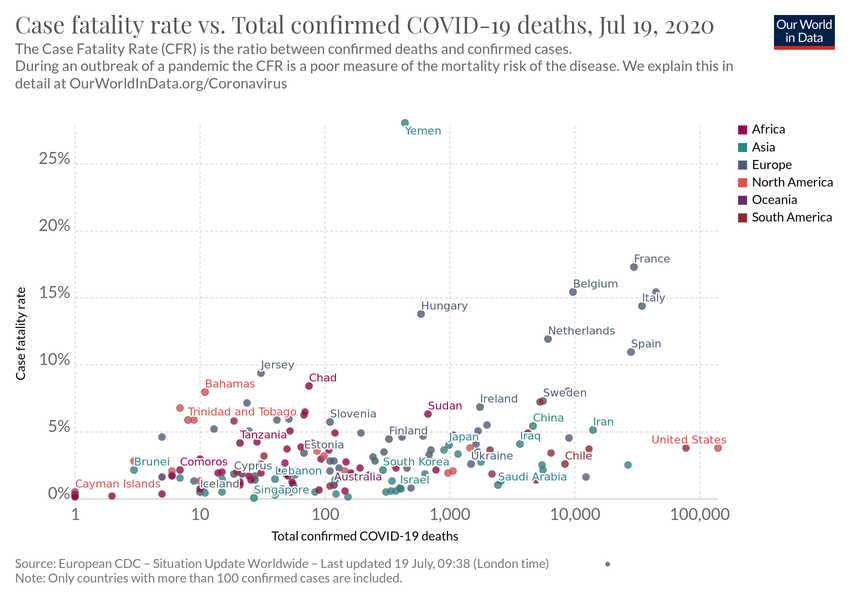 Case fatality rate vs. Total confirmed COVID-19 deaths, Jul 19, 2020
Our World
in Data
The Case Fatality Rate (CFR) is the ratio between confirmed deaths and confirmed cases.
During an outbreak of a pandemic the CFR is a poor measure of the mortality risk of the disease. We explain this in
detail at OurWorldInData.org/Coronavirus
Yemen
Africa
Asia
Europe
North America
Oceania
South America
25%
20%
15%
10%
5%
0%
Case fatality rate
France
Belgium
Italy
Hungary
Netherlands
Spain
Jersey
Bahamas
Chad
Sweden
Ireland
Trinidad and Tobago
Slovenia
Sudan
China
Iran
Tanzania
Finland
Japan
Iraq
United States
Estonia
Brunei
Comoros
Cyprus
Lebanon
South Korea
Ukraine
Chile
Cayman Islands
Iceland
Singapore
Australia
Israel
Saudi Arabia
1
10
100
1,000
10,000
100,000
Total confirmed COVID-19 deaths
Source: European CDC – Situation Update Worldwide – Last updated 19 July, 09:38 (London time)
Note: Only countries with more than 100 confirmed cases are included.